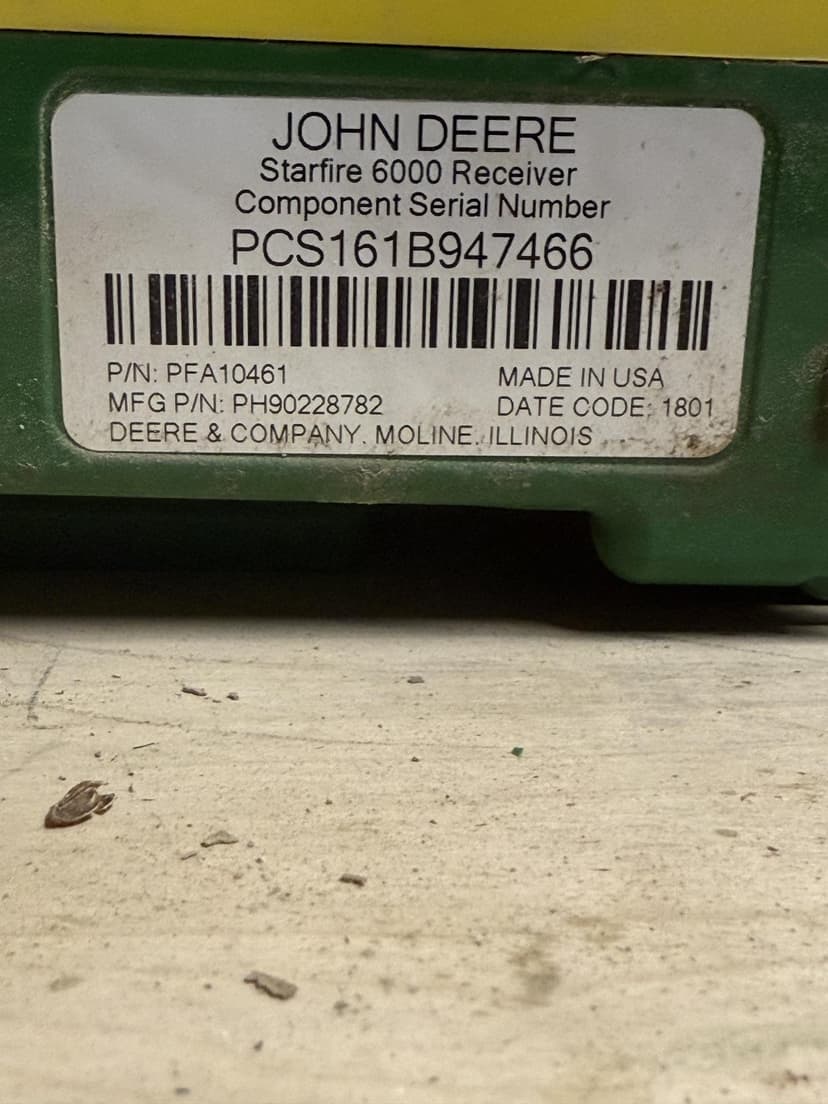 JOHN DEERE
Starfire 6000 Receiver
Component Serial Number
PCS161B947466
P/N: PFA10461 MADE IN USA
MFG P/N: PH90228782 DATE CODE: 1801
DEERE & COMPANY. MOLINE. ILLINOIS